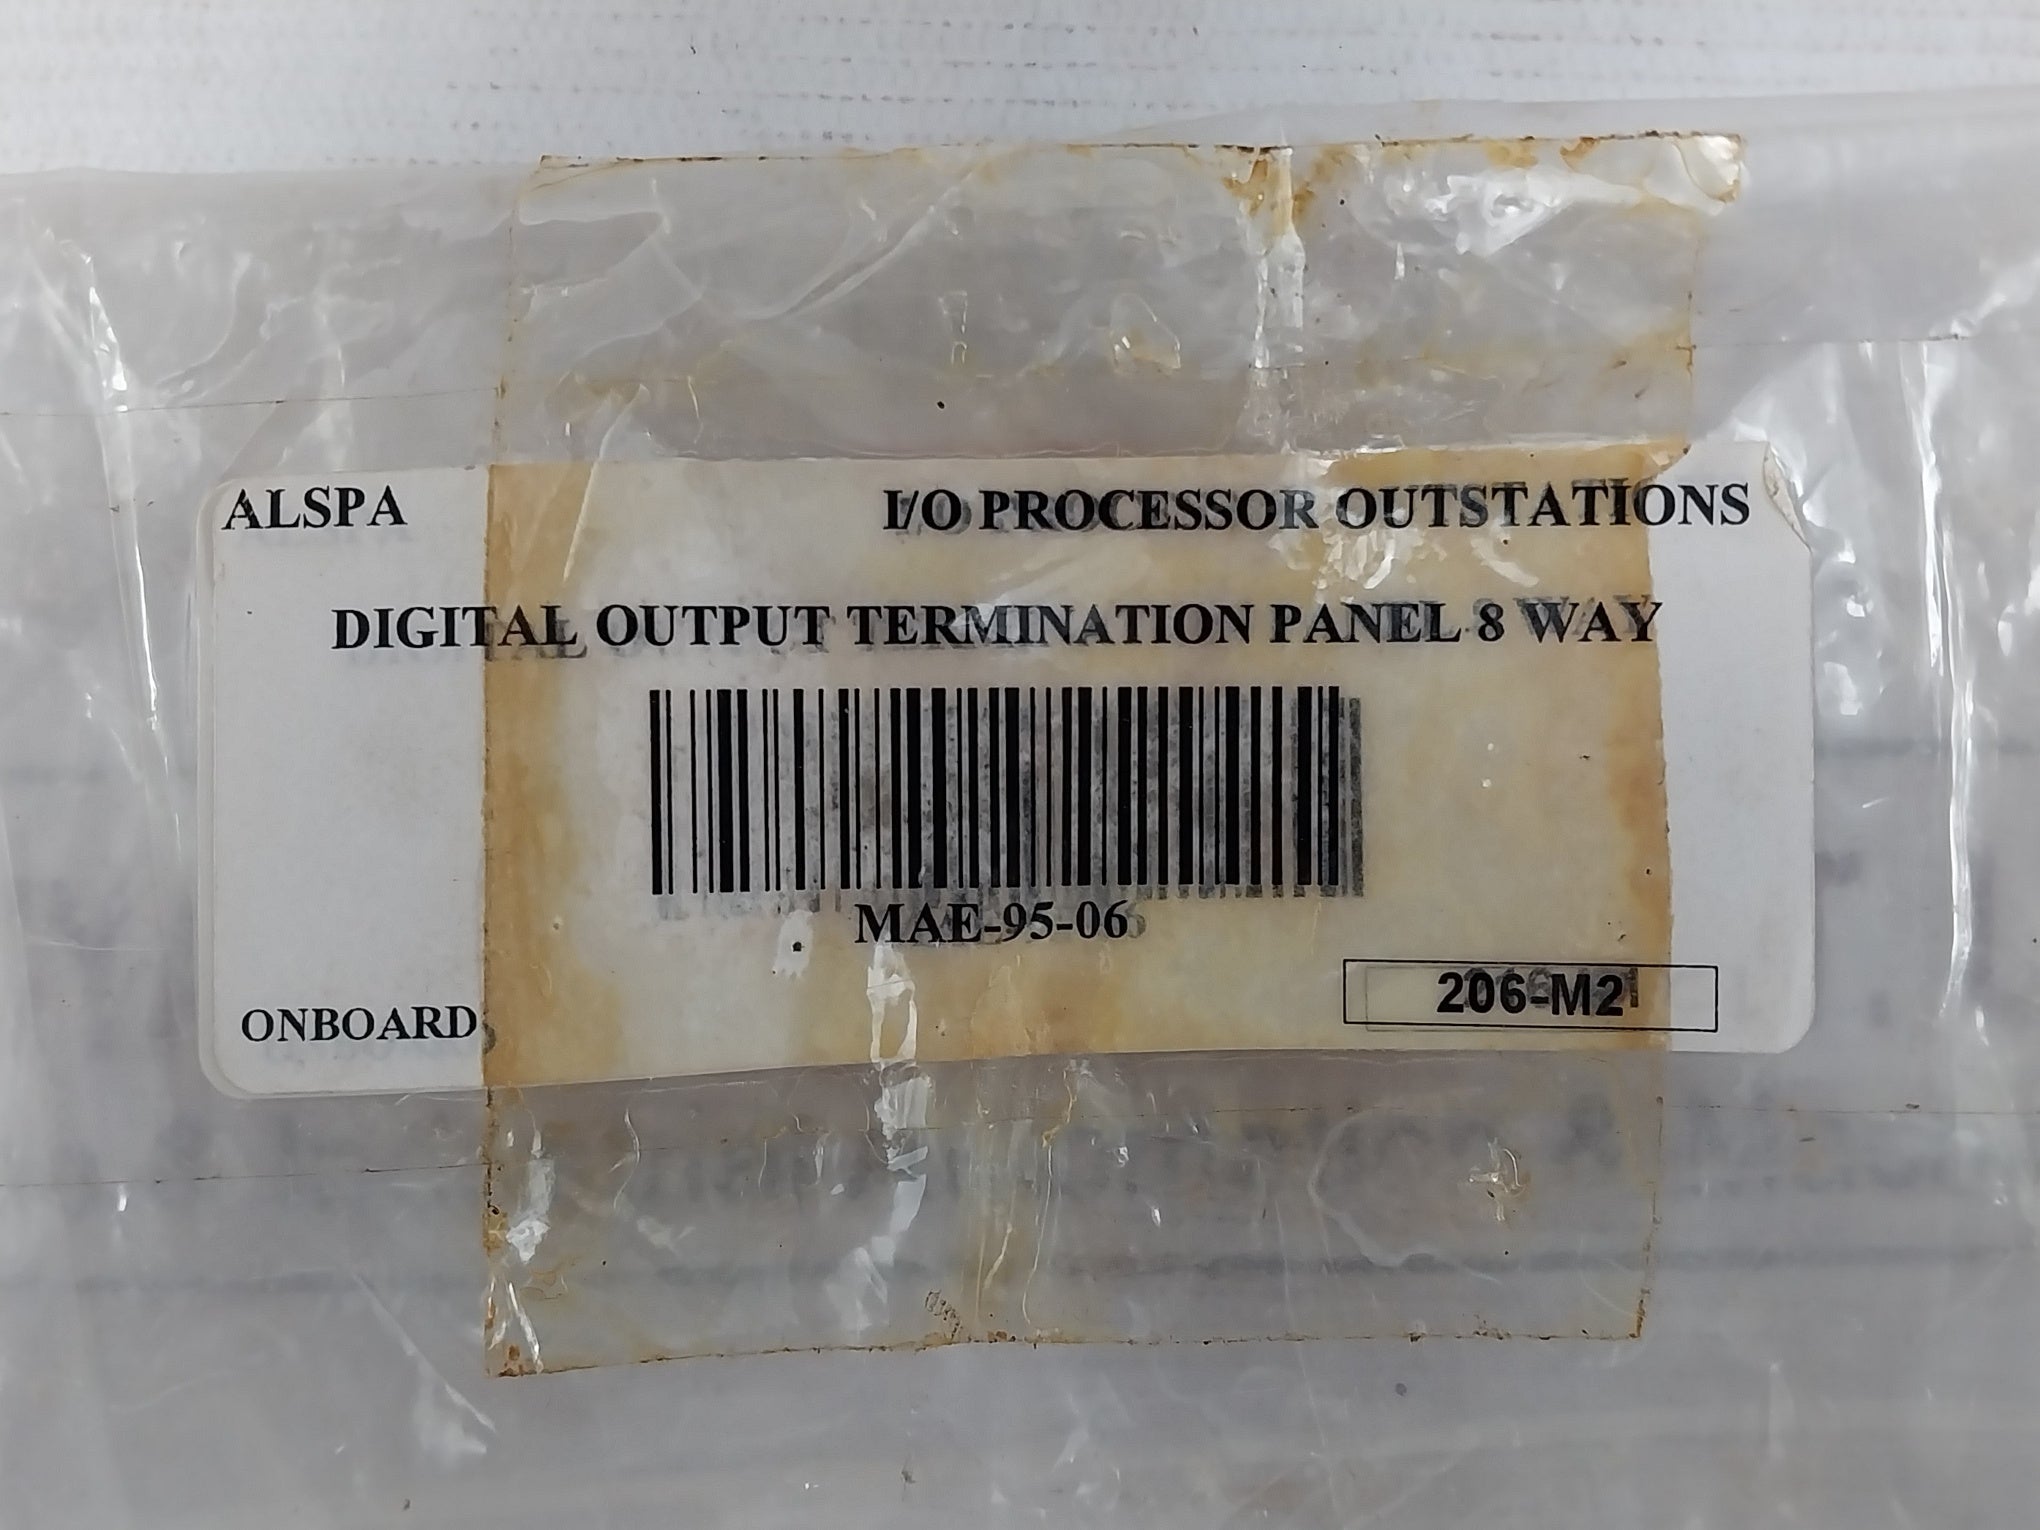 ALSPA I/O PROCESSOR OUTSTATIONS
DIGITAL OUTPUT TERMINATION PANEL 8 WAY
MAE-95-06
ONBOARD 206-M2